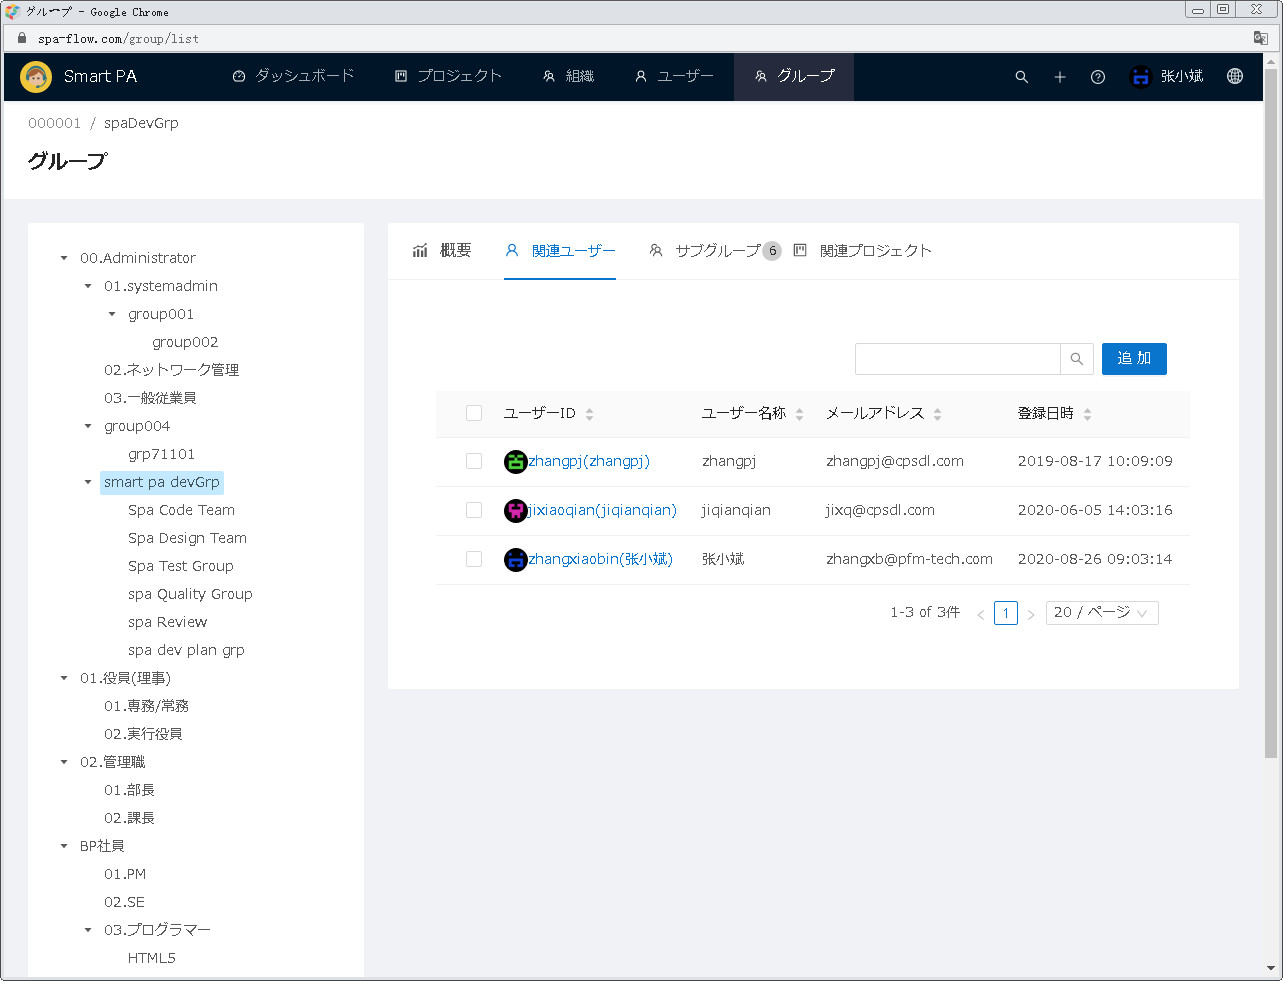 グループ - Google Chrome
spa-flow.com/group/list
Smart PA ダッシュボード プロジェクト 組織 ユーザー グループ 张小斌
000001 / spaDevGrp
グループ
00.Administrator
01.systemadmin
group001
group002
02.ネットワーク管理
03.一般従業員
group004
grp71101
smart pa devGrp
Spa Code Team
Spa Design Team
Spa Test Group
spa Quality Group
spa Review
spa dev plan grp
01.役員(理事)
01.専務/常務
02.実行役員
02.管理職
01.部長
02.課長
BP社員
01.PM
02.SE
03.プログラマー
HTML5
概要 関連ユーザー サブグループ 6 関連プロジェクト
追 加
ユーザーID ユーザー名称 メールアドレス 登録日時
zhangpj(zhangpj) zhangpj zhangpj@cpsdl.com 2019-08-17 10:09:09
jixiaoqian(jiqianqian) jiqianqian jixq@cpsdl.com 2020-06-05 14:03:16
zhangxiaobin(张小斌) 张小斌 zhangxb@pfm-tech.com 2020-08-26 09:03:14
1-3 of 3件 < 1 > 20 / ページ